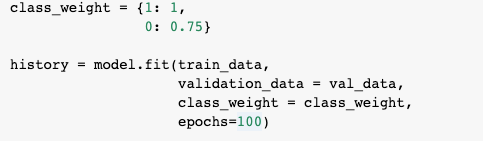 class_weight = {1: 1,
                0: 0.75}

history = model.fit(train_data,
                    validation_data = val_data,
                    class_weight = class_weight,
                    epochs=100)